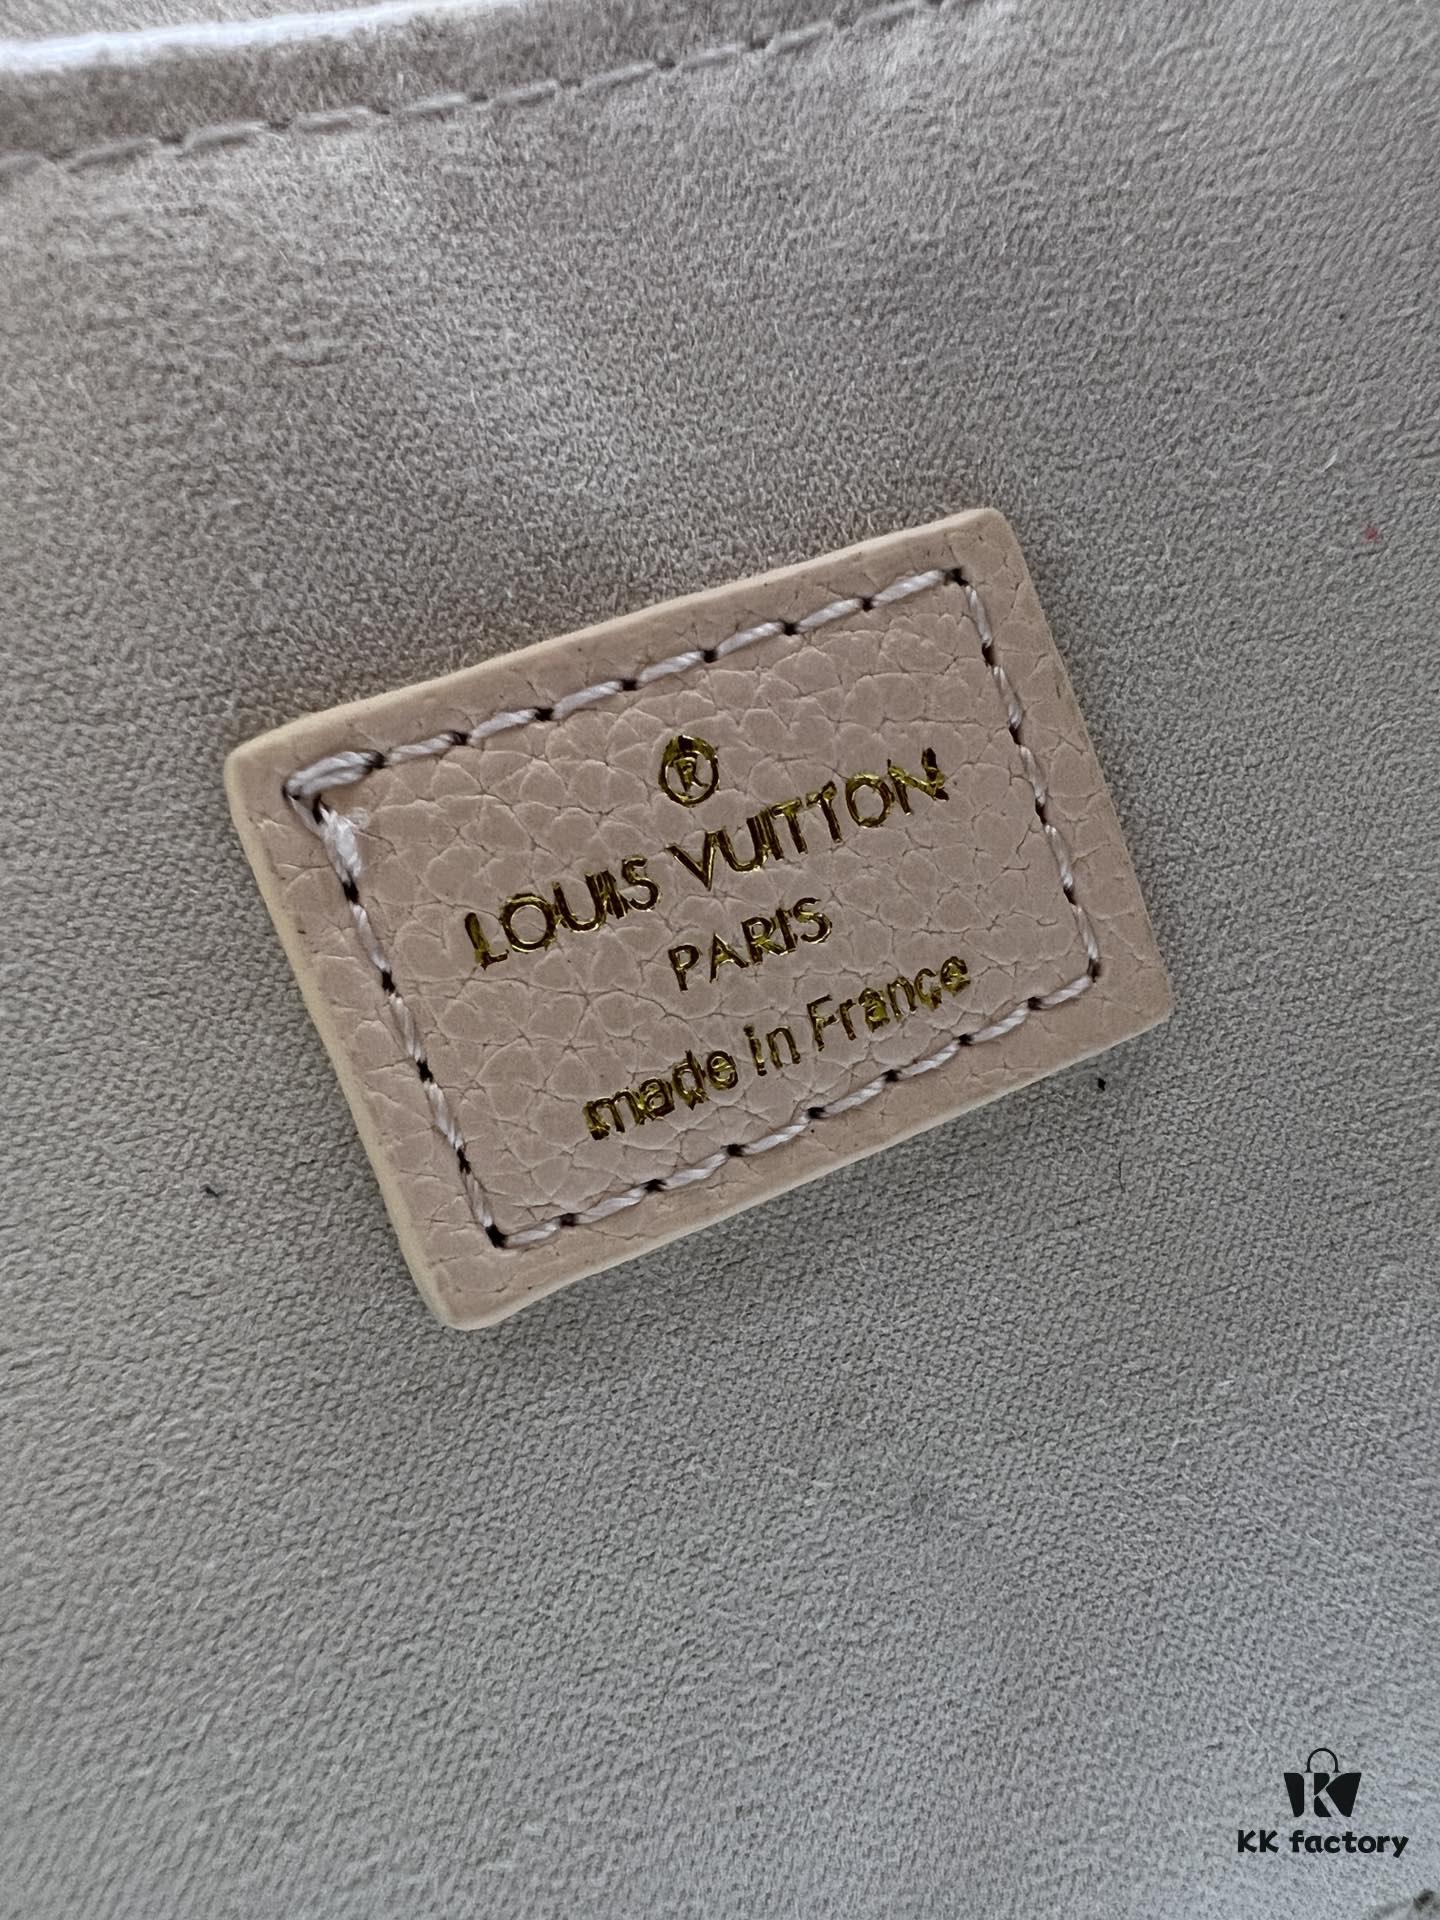 ®
LOUIS VUITTON
PARIS
made in France
KK factory